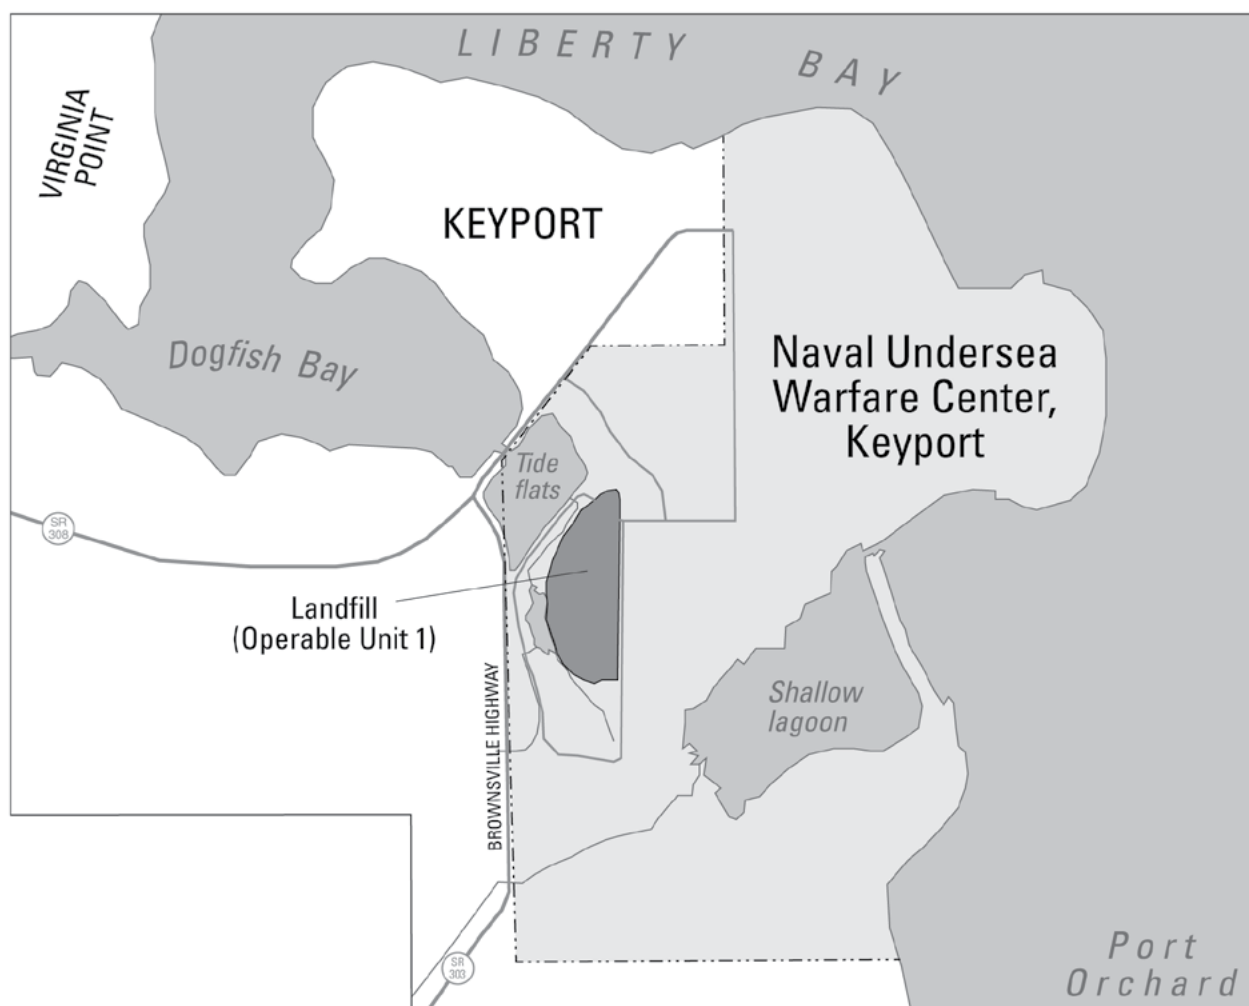 LIBERTY BAY
VIRGINIA
POINT
KEYPORT
Dogfish Bay
Naval Undersea
Warfare Center,
Keyport
Tide
flats
SR
308
Landfill
(Operable Unit 1)
BROWNSVILLE HIGHWAY
Shallow
lagoon
SR
303
Port
Orchard